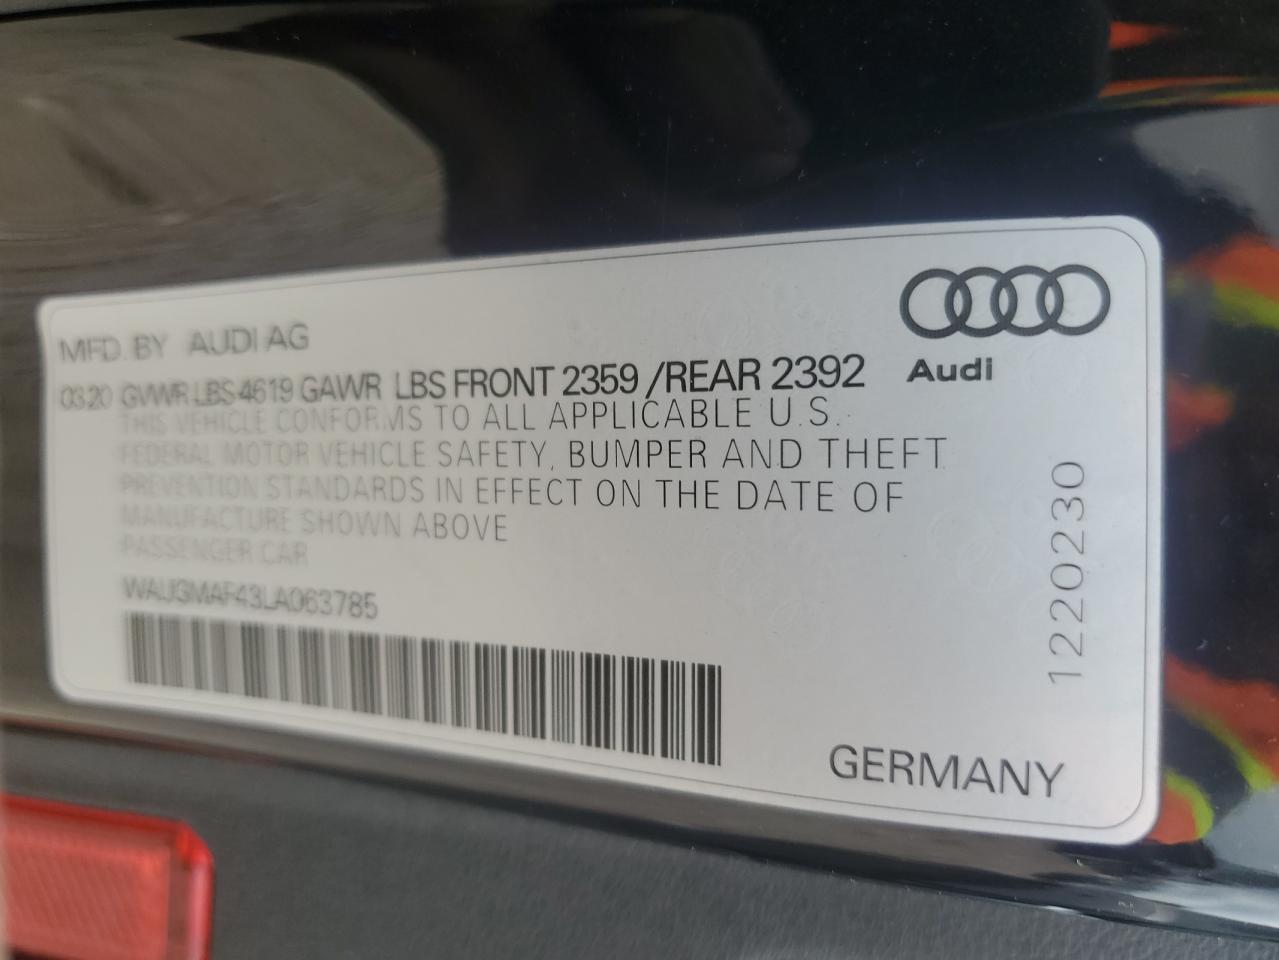 MFD. BY AUDI AG
03.20 GVWR LBS 4619 GAWR LBS FRONT 2359 /REAR 2392
THIS VEHICLE CONFORMS TO ALL APPLICABLE U.S.
FEDERAL MOTOR VEHICLE SAFETY, BUMPER AND THEFT
PREVENTION STANDARDS IN EFFECT ON THE DATE OF
MANUFACTURE SHOWN ABOVE
PASSENGER CAR
WAUGMAF43LA063785
Audi
1220230
GERMANY